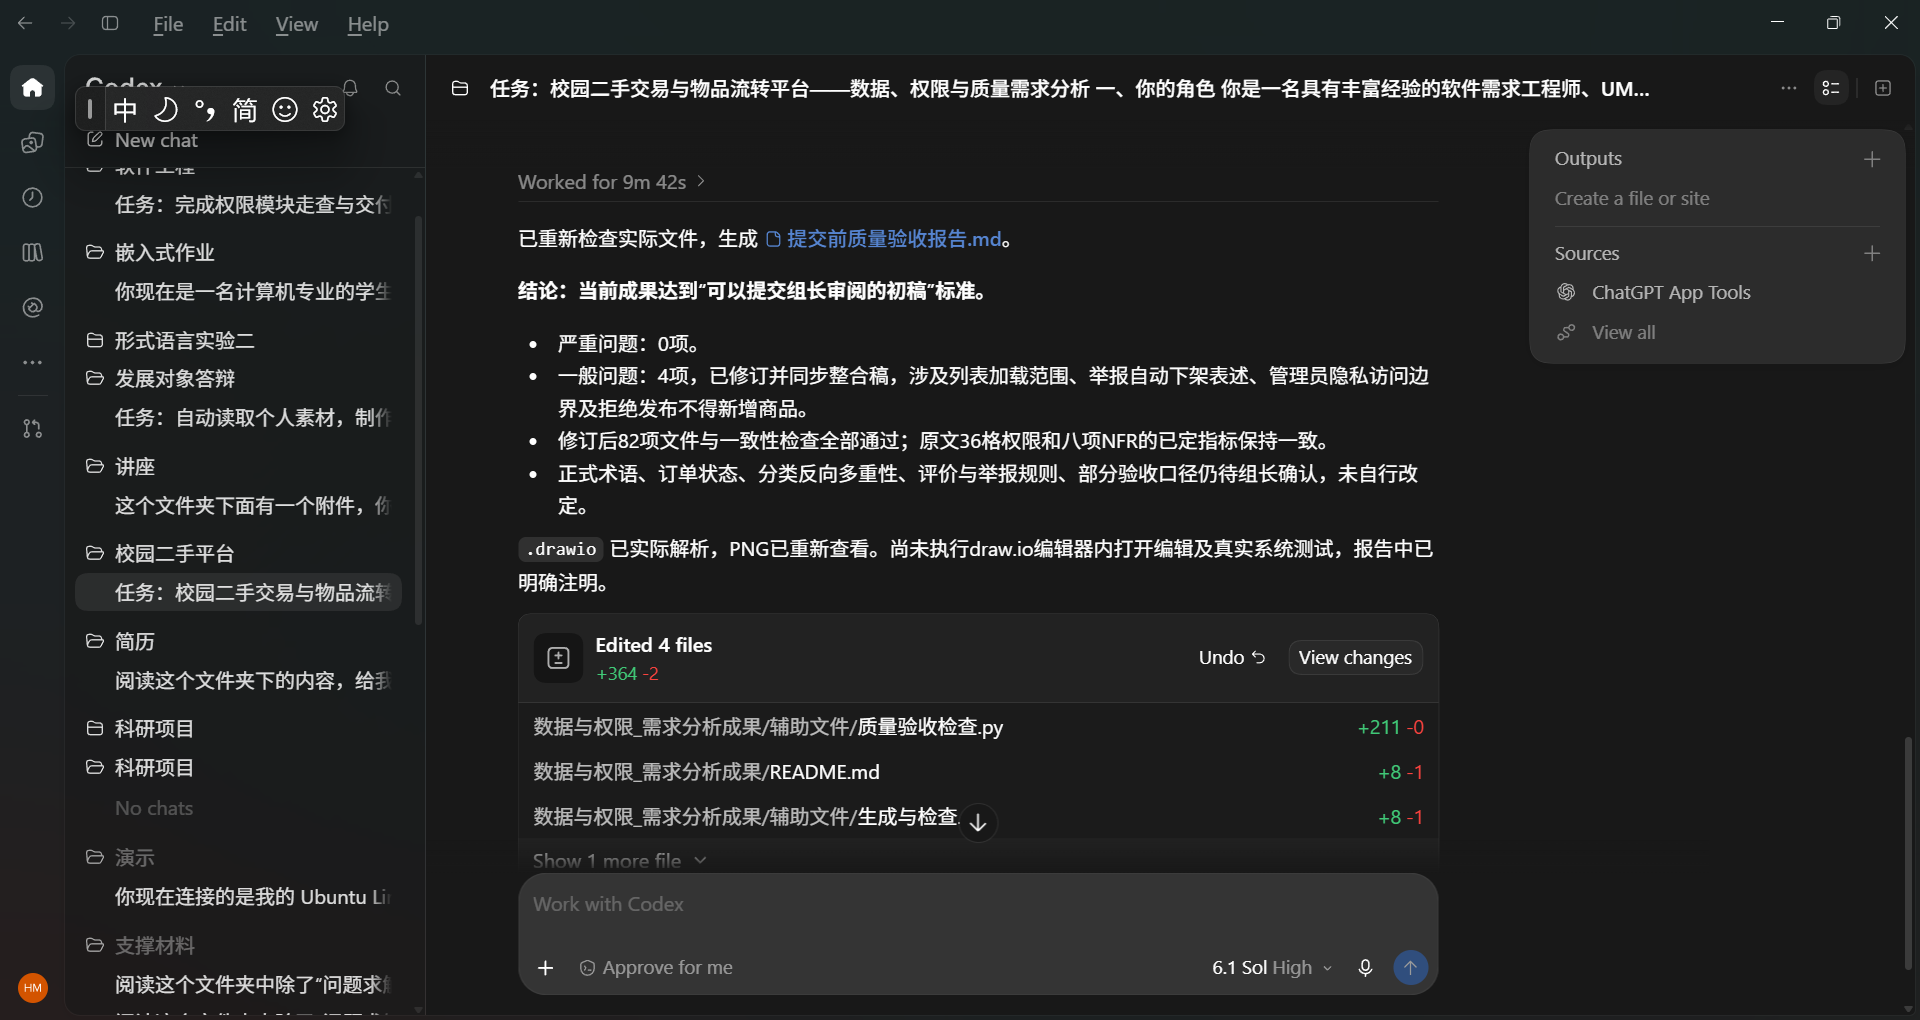 File Edit View Help
Codex
中 简
New chat
软件工程
任务：完成权限模块走查与交付
嵌入式作业
你现在是一名计算机专业的学生
形式语言实验二
发展对象答辩
任务：自动读取个人素材，制作
讲座
这个文件夹下面有一个附件，你
校园二手平台
任务：校园二手交易与物品流转
简历
阅读这个文件夹下的内容，给我
科研项目
科研项目
No chats
演示
你现在连接的是我的 Ubuntu Li
支撑材料
阅读这个文件夹中除了“问题求解
HM
任务：校园二手交易与物品流转平台——数据、权限与质量需求分析 一、你的角色 你是一名具有丰富经验的软件需求工程师、UM...
Worked for 9m 42s
已重新检查实际文件，生成 提交前质量验收报告.md。
结论：当前成果达到“可以提交组长审阅的初稿”标准。
• 严重问题：0项。
• 一般问题：4项，已修订并同步整合稿，涉及列表加载范围、举报自动下架表述、管理员隐私访问边
界及拒绝发布不得新增商品。
• 修订后82项文件与一致性检查全部通过；原文36格权限和八项NFR的已定指标保持一致。
• 正式术语、订单状态、分类反向多重性、评价与举报规则、部分验收口径仍待组长确认，未自行改
定。
.drawio 已实际解析，PNG已重新查看。尚未执行draw.io编辑器内打开编辑及真实系统测试，报告中已
明确注明。
Edited 4 files
+364 -2
Undo View changes
数据与权限_需求分析成果/辅助文件/质量验收检查.py +211 -0
数据与权限_需求分析成果/README.md +8 -1
数据与权限_需求分析成果/辅助文件/生成与检查. +8 -1
Show 1 more file
Work with Codex
Approve for me
6.1 Sol High
Outputs
Create a file or site
Sources
ChatGPT App Tools
View all